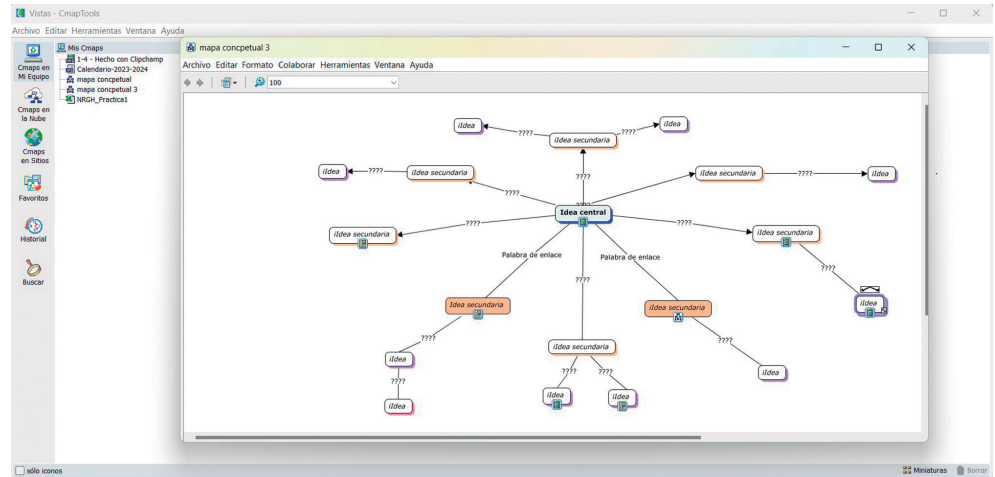 Vistas - CmapTools
Archivo Editar Herramientas Ventana Ayuda
Cmaps en
Mi Equipo
Cmaps en
la Nube
Cmaps
en Sitios
Favoritos
Historial
Buscar
Mis Cmaps
1-4 - Hecho con Clipchamp
Calendario-2023-2024
mapa concpetual
mapa concpetual 3
NRGH_Practica1
mapa concpetual 3
Archivo Editar Formato Colaborar Herramientas Ventana Ayuda
100
iIdea ???? iIdea secundaria ???? iIdea
iIdea ???? iIdea secundaria ???? iIdea secundaria ???? iIdea
???? ????
Idea central
iIdea secundaria ???? ???? iIdea secundaria
Palabra de enlace Palabra de enlace ????
????
Idea secundaria iIdea secundaria iIdea
???? ????
iIdea secundaria
iIdea ???? ???? iIdea
????
iIdea iIdea iIdea
sólo iconos
Miniaturas Borrar